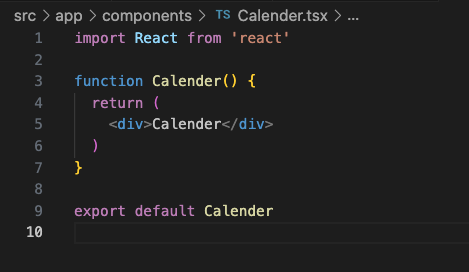 src > app > components > TS Calender.tsx > ...
1 import React from 'react'
2
3 function Calender() {
4   return (
5     <div>Calender</div>
6   )
7 }
8
9 export default Calender
10